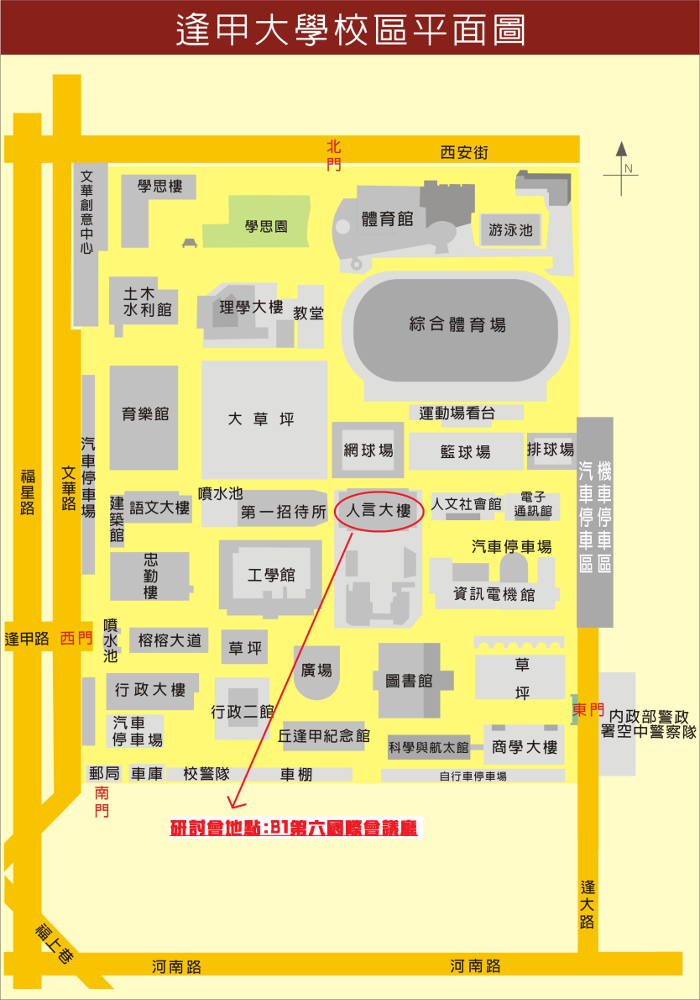 逢甲大學校區平面圖
北門
西安街
N
文華創意中心
學思樓
學思園
體育館
游泳池
土木
水利館
理學大樓
教堂
綜合體育場
育樂館
大草坪
運動場看台
網球場
籃球場
排球場
汽車停車場
文華路
福星路
機車停車區
汽車停車區
建築館
語文大樓
噴水池
第一招待所
人言大樓
人文社會館
電子
通訊館
汽車停車場
忠勤樓
工學館
資訊電機館
逢甲路
西門
噴水池
榕榕大道
草坪
廣場
圖書館
草坪
行政大樓
行政二館
東門
內政部警政
署空中警察隊
汽車
停車場
丘逢甲紀念館
科學與航太館
商學大樓
郵局
車庫
校警隊
車棚
自行車停車場
南門
研討會地點:B1第六國際會議廳
逢大路
福上巷
河南路
河南路